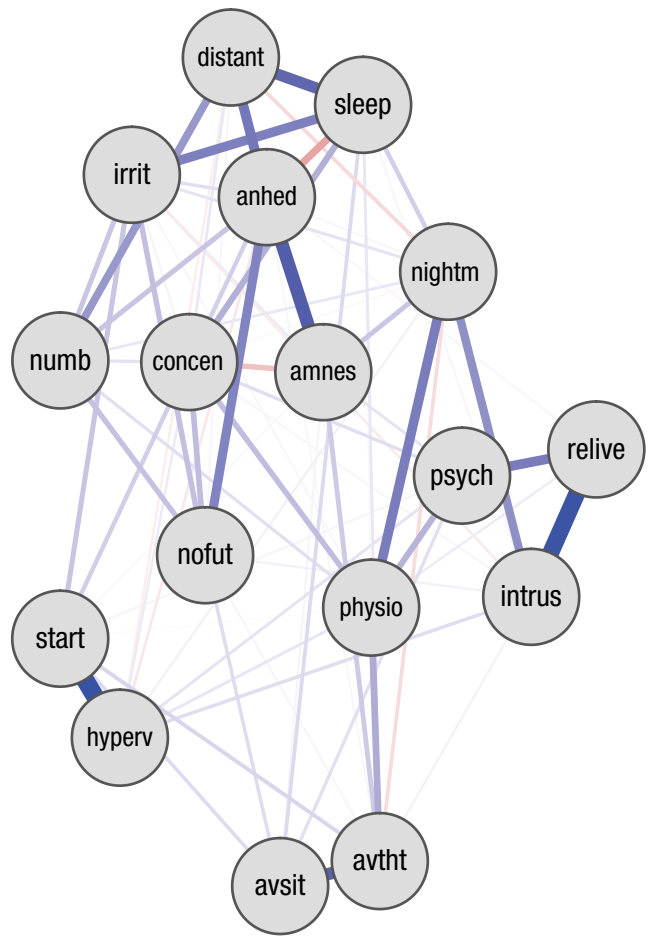 distant
sleep
irrit
anhed
nightm
numb
concen
amnes
relive
psych
nofut
intrus
physio
start
hyperv
avtht
avsit